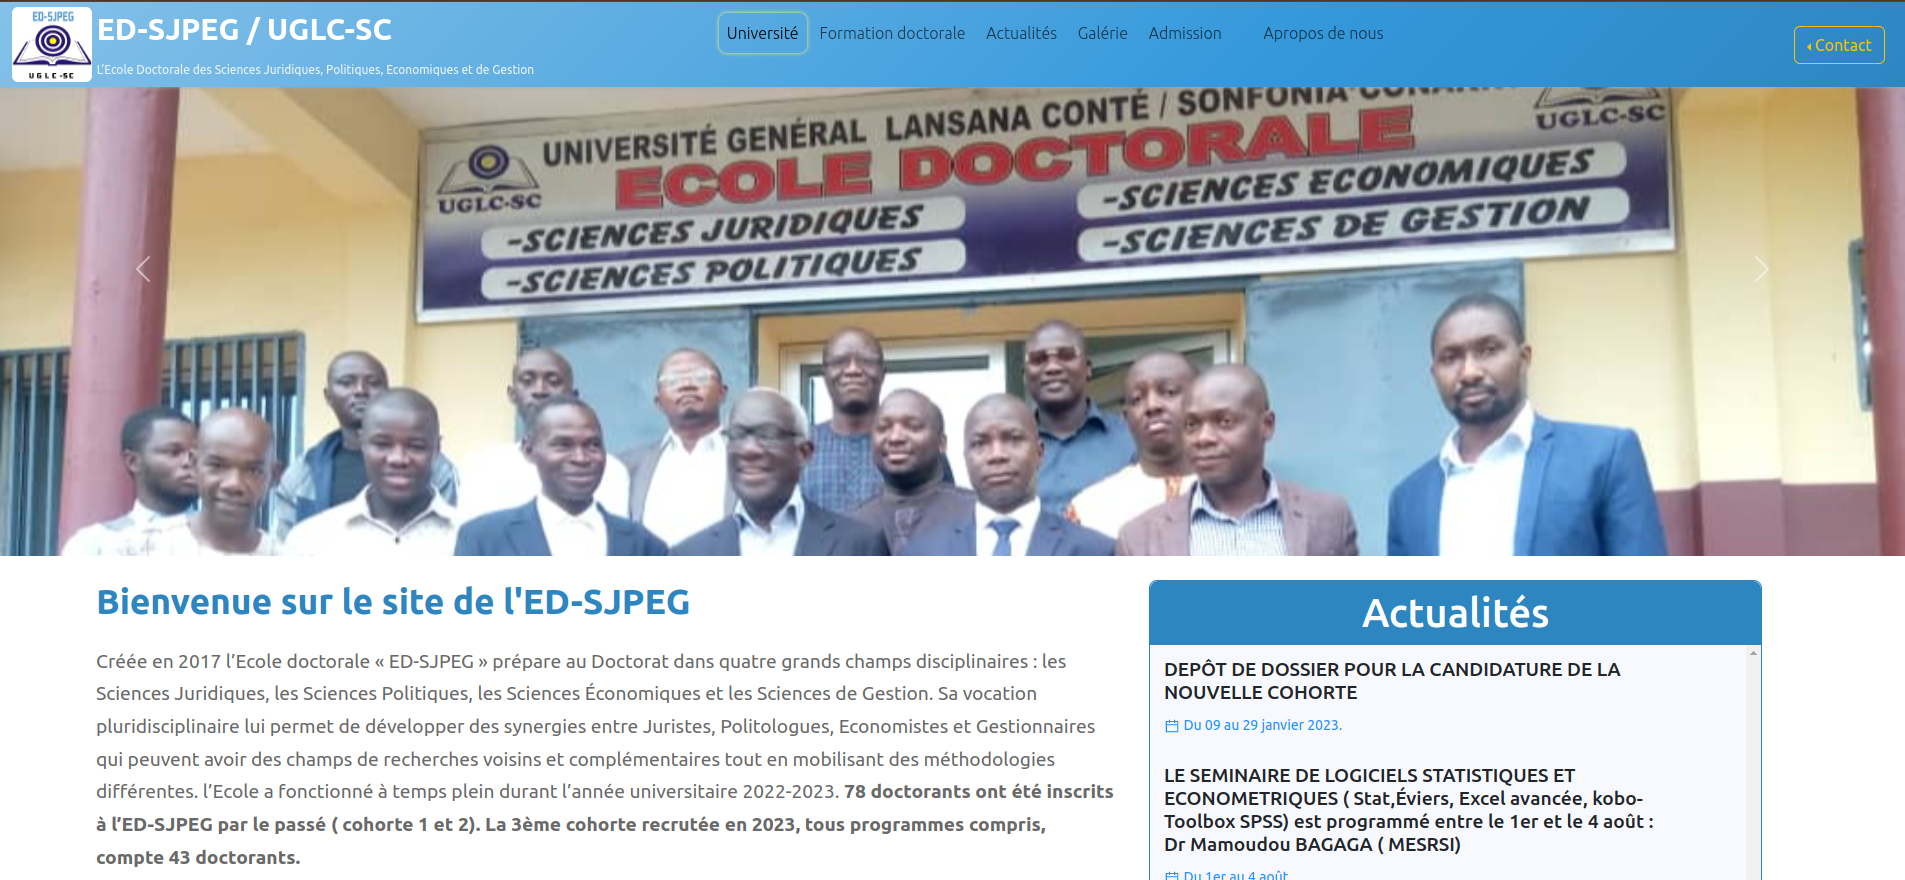 ED-SJPEG
UGLC-SC
ED-SJPEG / UGLC-SC
L'Ecole Doctorale des Sciences Juridiques, Politiques, Economiques et de Gestion
Université
Formation doctorale
Actualités
Galérie
Admission
Apropos de nous
Contact
UNIVERSITÉ GENÉRAL LANSANA CONTÉ / SONFONIA-CONAKRY
ECOLE DOCTORALE
UGLC-SC
UGLC-SC
-SCIENCES JURIDIQUES
-SCIENCES POLITIQUES
-SCIENCES ECONOMIQUES
-SCIENCES DE GESTION
Bienvenue sur le site de l'ED-SJPEG
Créée en 2017 l’Ecole doctorale « ED-SJPEG » prépare au Doctorat dans quatre grands champs disciplinaires : les
Sciences Juridiques, les Sciences Politiques, les Sciences Économiques et les Sciences de Gestion. Sa vocation
pluridisciplinaire lui permet de développer des synergies entre Juristes, Politologues, Economistes et Gestionnaires
qui peuvent avoir des champs de recherches voisins et complémentaires tout en mobilisant des méthodologies
différentes. l’Ecole a fonctionné à temps plein durant l’année universitaire 2022-2023. 78 doctorants ont été inscrits
à l’ED-SJPEG par le passé ( cohorte 1 et 2). La 3ème cohorte recrutée en 2023, tous programmes compris,
compte 43 doctorants.
Actualités
DEPÔT DE DOSSIER POUR LA CANDIDATURE DE LA
NOUVELLE COHORTE
Du 09 au 29 janvier 2023.
LE SEMINAIRE DE LOGICIELS STATISTIQUES ET
ECONOMETRIQUES ( Stat,Éviers, Excel avancée, kobo-
Toolbox SPSS) est programmé entre le 1er et le 4 août :
Dr Mamoudou BAGAGA ( MESRSI)
Du 1er au 4 août